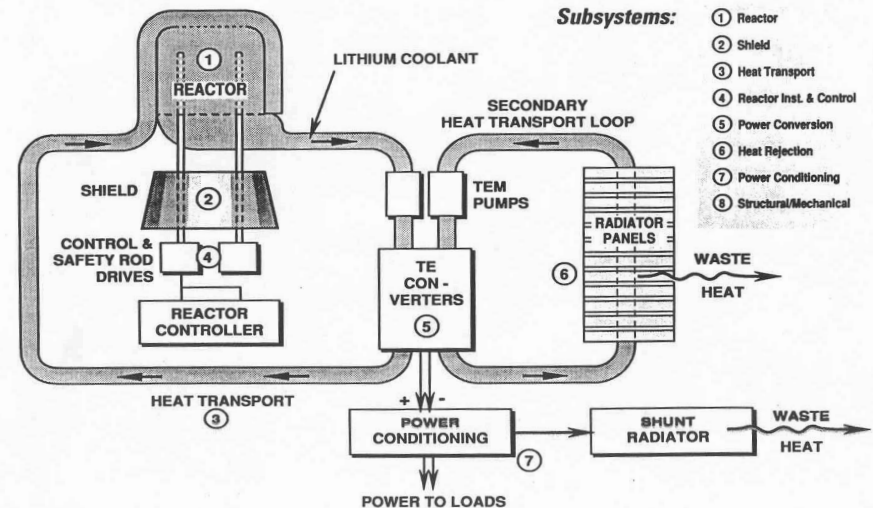 Subsystems:
① Reactor
② Shield
③ Heat Transport
④ Reactor Inst. & Control
⑤ Power Conversion
⑥ Heat Rejection
⑦ Power Conditioning
⑧ Structural/Mechanical
①
REACTOR
LITHIUM COOLANT
SECONDARY
HEAT TRANSPORT LOOP
SHIELD
②
TEM
PUMPS
CONTROL &
SAFETY ROD
DRIVES
④
REACTOR
CONTROLLER
TE
CON -
VERTERS
⑤
RADIATOR
PANELS
⑥
WASTE
HEAT
HEAT TRANSPORT
③
+ -
POWER
CONDITIONING
⑦
SHUNT
RADIATOR
WASTE
HEAT
POWER TO LOADS